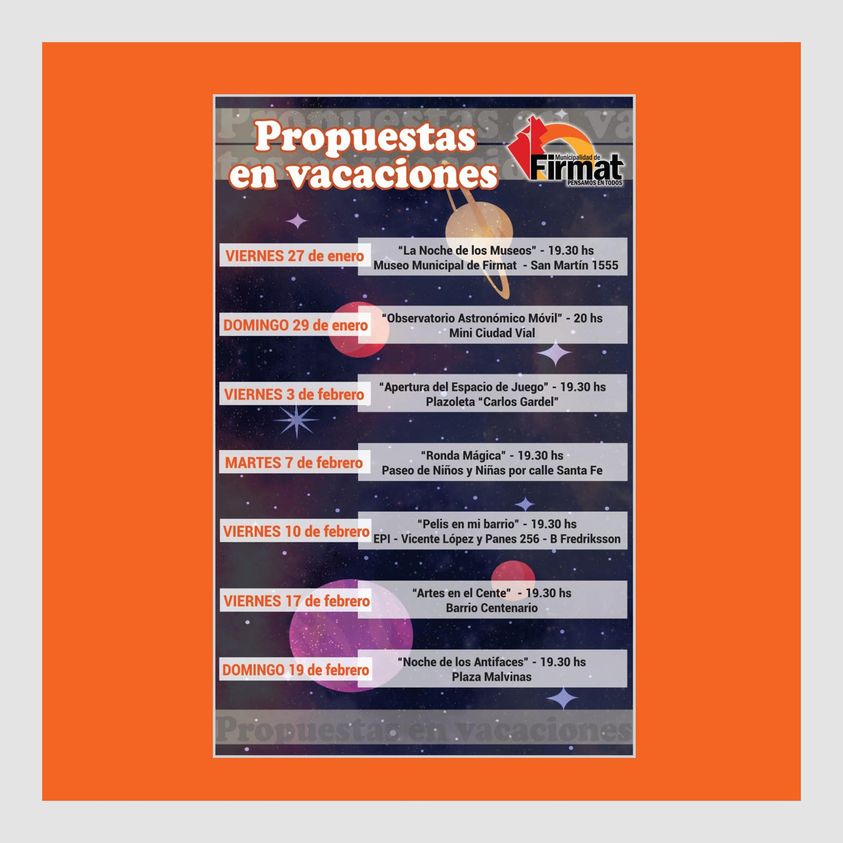 Propuestas
en vacaciones
Municipalidad de
Firmat
PENSAMOS EN TODOS
VIERNES 27 de enero
“La Noche de los Museos” - 19.30 hs
Museo Municipal de Firmat - San Martín 1555
DOMINGO 29 de enero
“Observatorio Astronómico Móvil” - 20 hs
Mini Ciudad Vial
VIERNES 3 de febrero
“Apertura del Espacio de Juego” - 19.30 hs
Plazoleta “Carlos Gardel”
MARTES 7 de febrero
“Ronda Mágica” - 19.30 hs
Paseo de Niños y Niñas por calle Santa Fe
VIERNES 10 de febrero
“Pelis en mi barrio” - 19.30 hs
EPI - Vicente López y Panes 256 - B Fredriksson
VIERNES 17 de febrero
“Artes en el Cente” - 19.30 hs
Barrio Centenario
DOMINGO 19 de febrero
“Noche de los Antifaces” - 19.30 hs
Plaza Malvinas
Propuestas en vacaciones